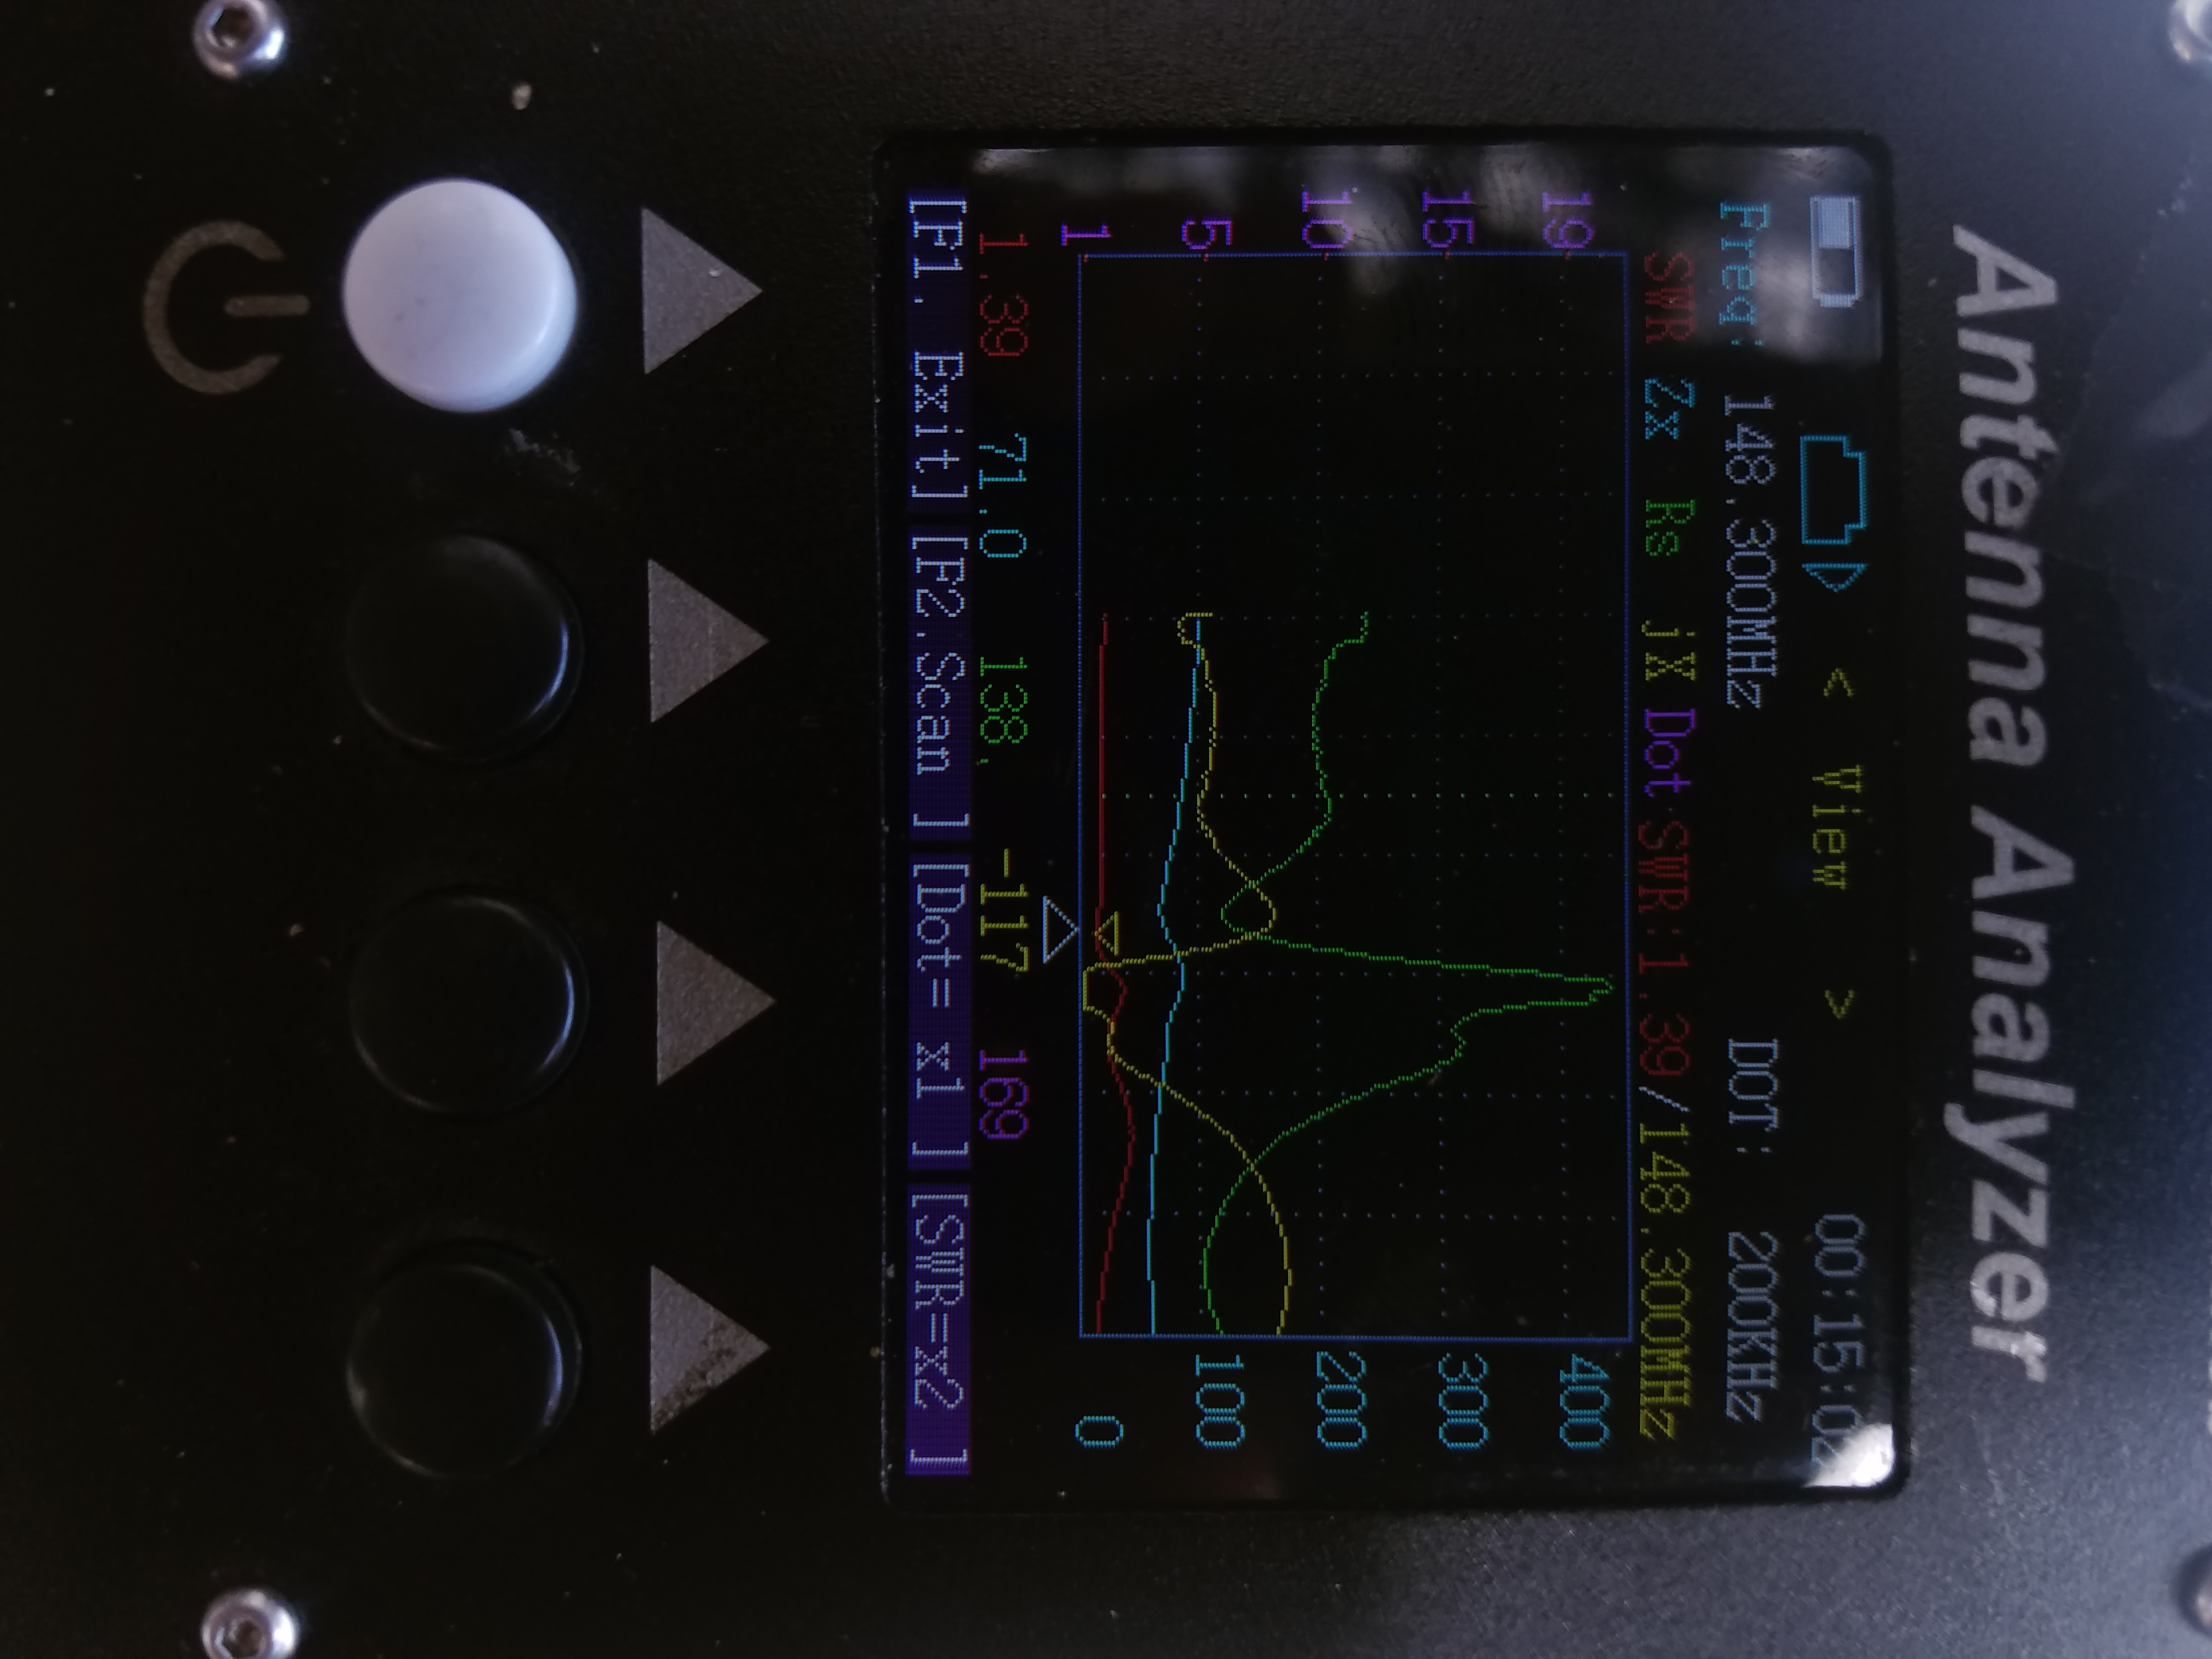 Antenna Analyzer
< View > 00:15:02
Freq: 148.300MHz DOT: 200KHz
SWR Zx Rs jX Dot SWR:1.39/148.300MHz
19 400
15 300
10 200
5 100
1 0
1.39 71.0 138. -117 169
[F1. Exit] [F2.Scan ] [Dot= x1 ] [SWR=x2 ]